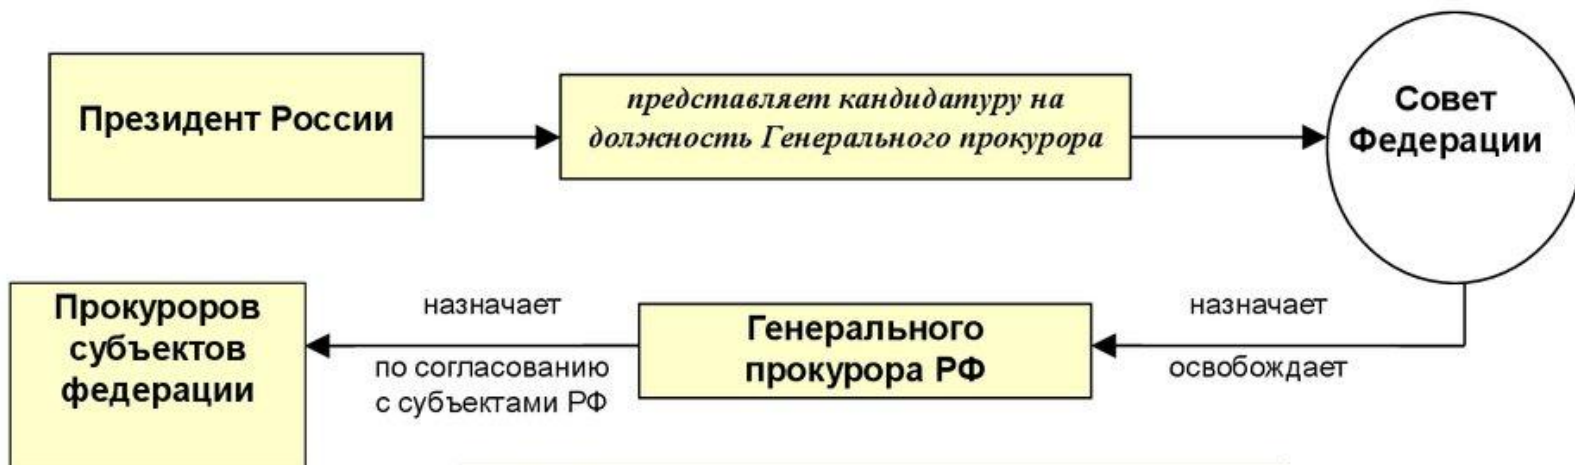 Президент России
представляет кандидатуру на
должность Генерального прокурора
Совет
Федерации
Прокуроров
субъектов
федерации
назначает
по согласованию
с субъектами РФ
Генерального
прокурора РФ
назначает
освобождает